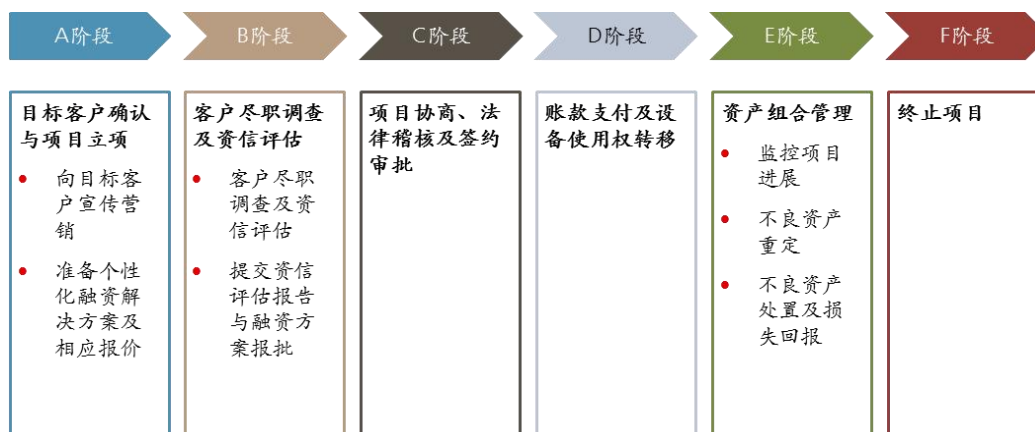 A阶段
B阶段
C阶段
D阶段
E阶段
F阶段
目标客户确认
与项目立项
向目标客
户宣传营
销
准备个性
化融资解
决方案及
相应报价
客户尽职调查
及资信评估
客户尽职
调查及资
信评估
提交资信
评估报告
与融资方
案报批
项目协商、法
律稽核及签约
审批
账款支付及设
备使用权转移
资产组合管理
监控项目
进展
不良资产
重定
不良资产
处置及损
失回报
终止项目